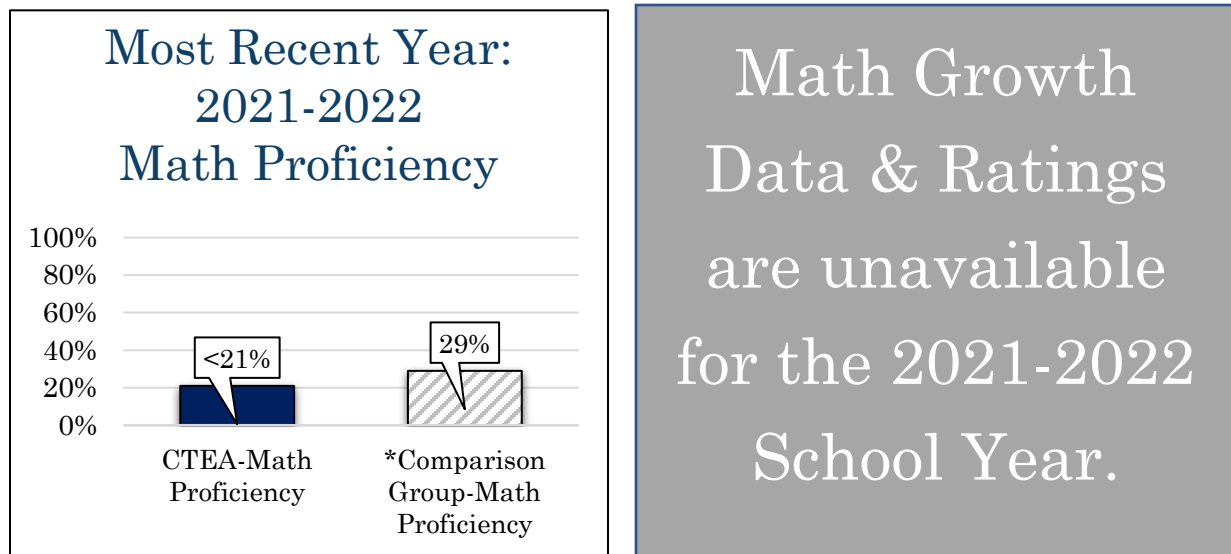 Most Recent Year:
2021-2022
Math Proficiency
100%
80%
60%
40%
20%
0%
<21%
29%
CTEA-Math
Proficiency
*Comparison
Group-Math
Proficiency
Math Growth
Data & Ratings
are unavailable
for the 2021-2022
School Year.